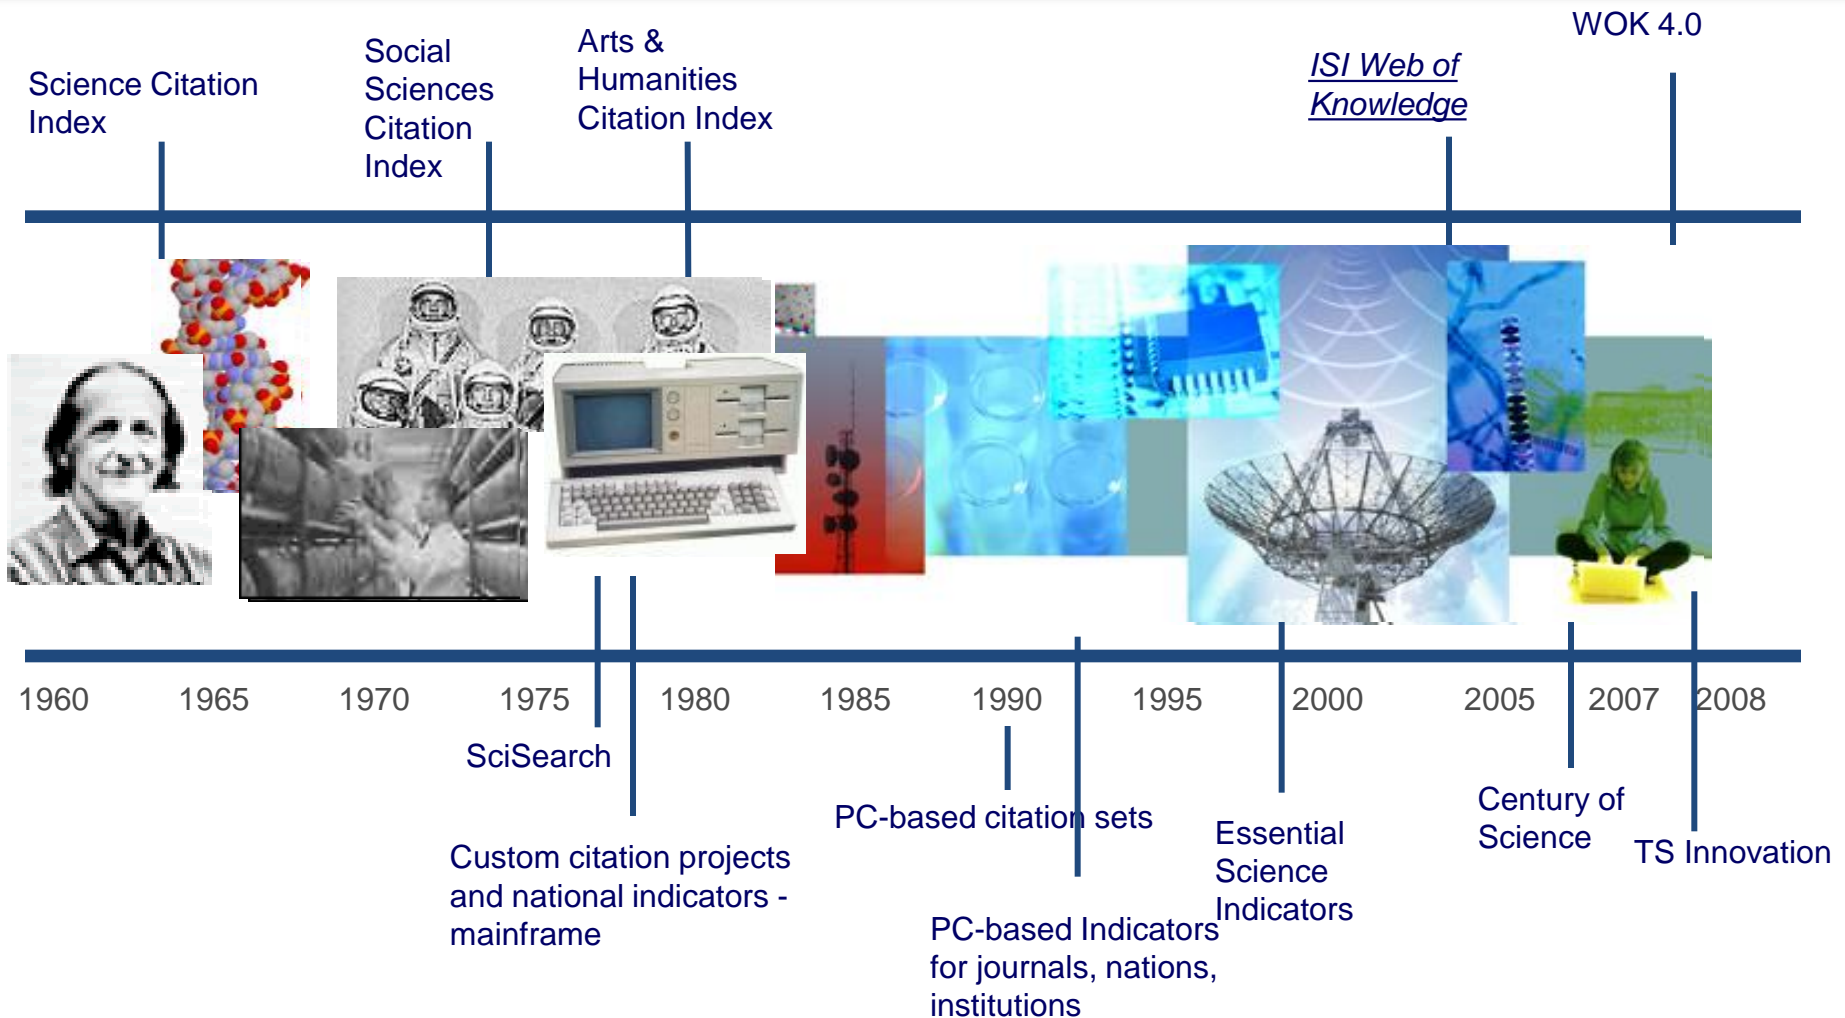 WOK 4.0
Science Citation
Index
Social
Sciences
Citation
Index
Arts &
Humanities
Citation Index
ISI Web of
Knowledge
1960 1965 1970 1975 1980 1985 1990 1995 2000 2005 2007 2008
SciSearch
Custom citation projects
and national indicators -
mainframe
PC-based citation sets
PC-based Indicators
for journals, nations,
institutions
Essential
Science
Indicators
Century of
Science
TS Innovation